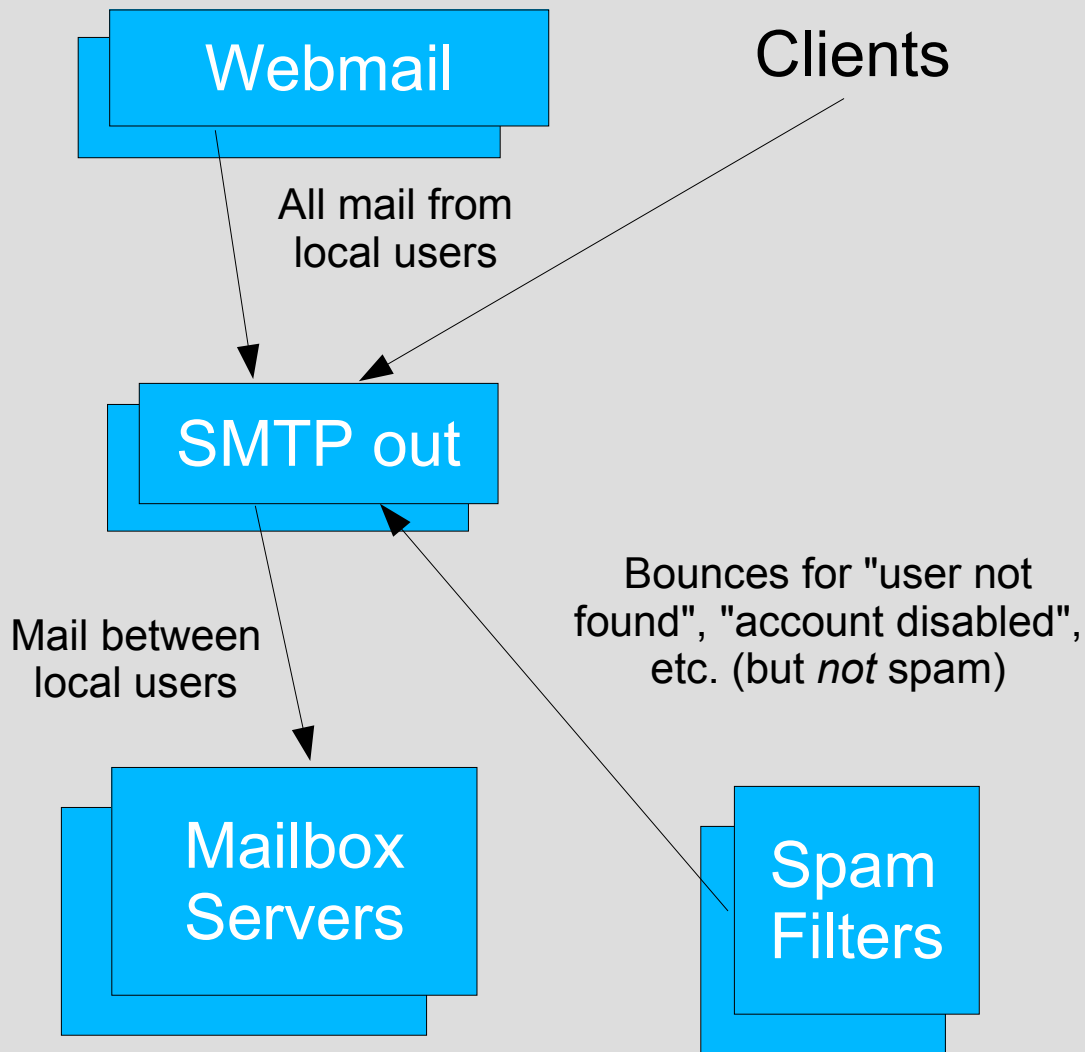 Webmail
Clients
All mail from
local users
SMTP out
Bounces for "user not
found", "account disabled",
etc. (but not spam)
Mail between
local users
Mailbox
Servers
Spam
Filters